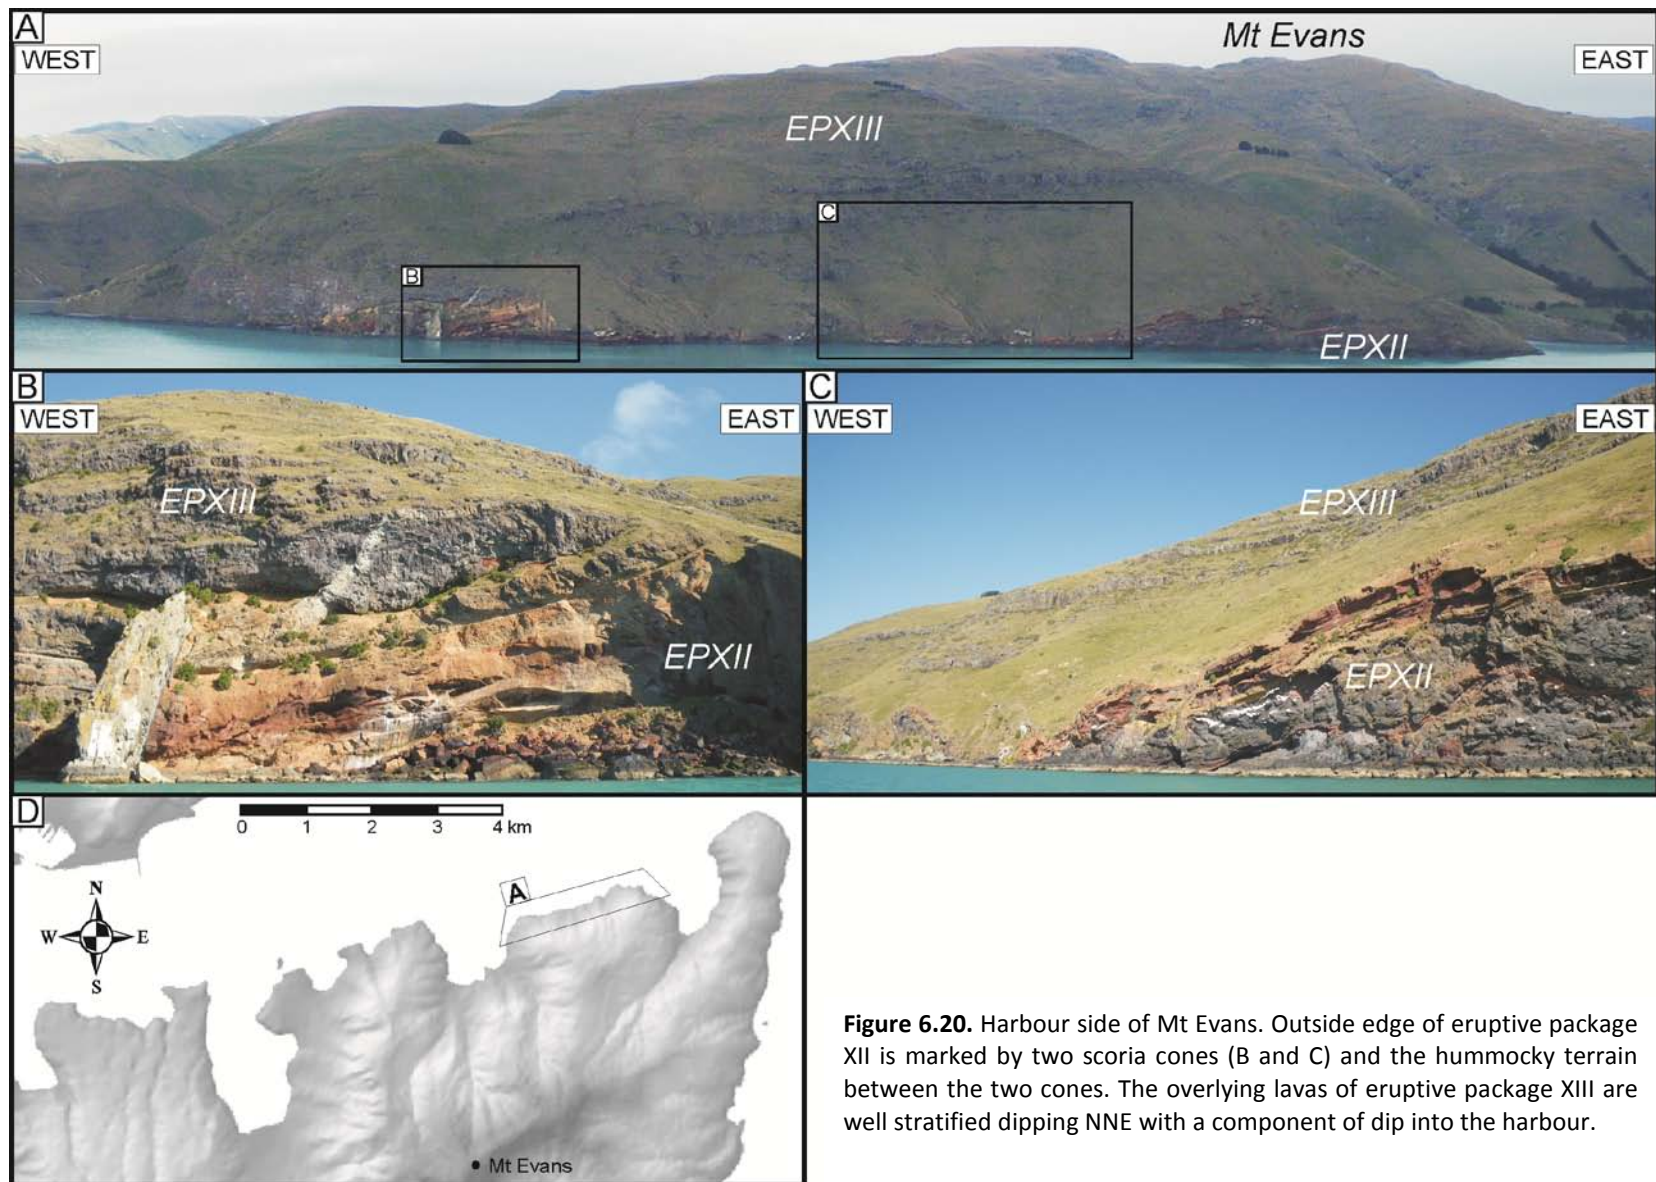 A
WEST
Mt Evans
EAST
EPXIII
C
B
EPXII
B
WEST
EAST
EPXIII
EPXII
C
WEST
EAST
EPXIII
EPXII
D
0 1 2 3 4 km
A
N
W E
S
Mt Evans
Figure 6.20. Harbour side of Mt Evans. Outside edge of eruptive package
XII is marked by two scoria cones (B and C) and the hummocky terrain
between the two cones. The overlying lavas of eruptive package XIII are
well stratified dipping NNE with a component of dip into the harbour.